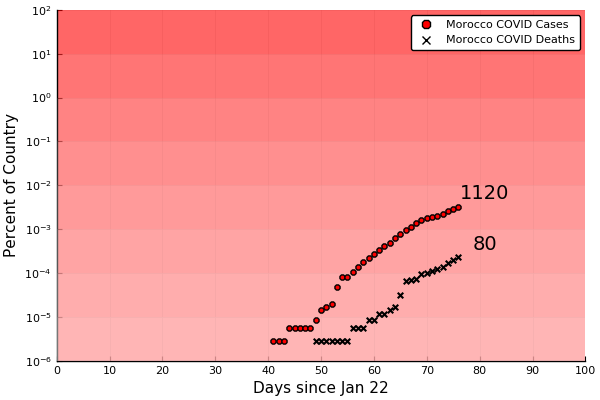 10²
10¹
10⁰
10⁻¹
10⁻²
10⁻³
10⁻⁴
10⁻⁵
10⁻⁶
Percent of Country
Morocco COVID Cases
Morocco COVID Deaths
1120
80
0 10 20 30 40 50 60 70 80 90 100
Days since Jan 22